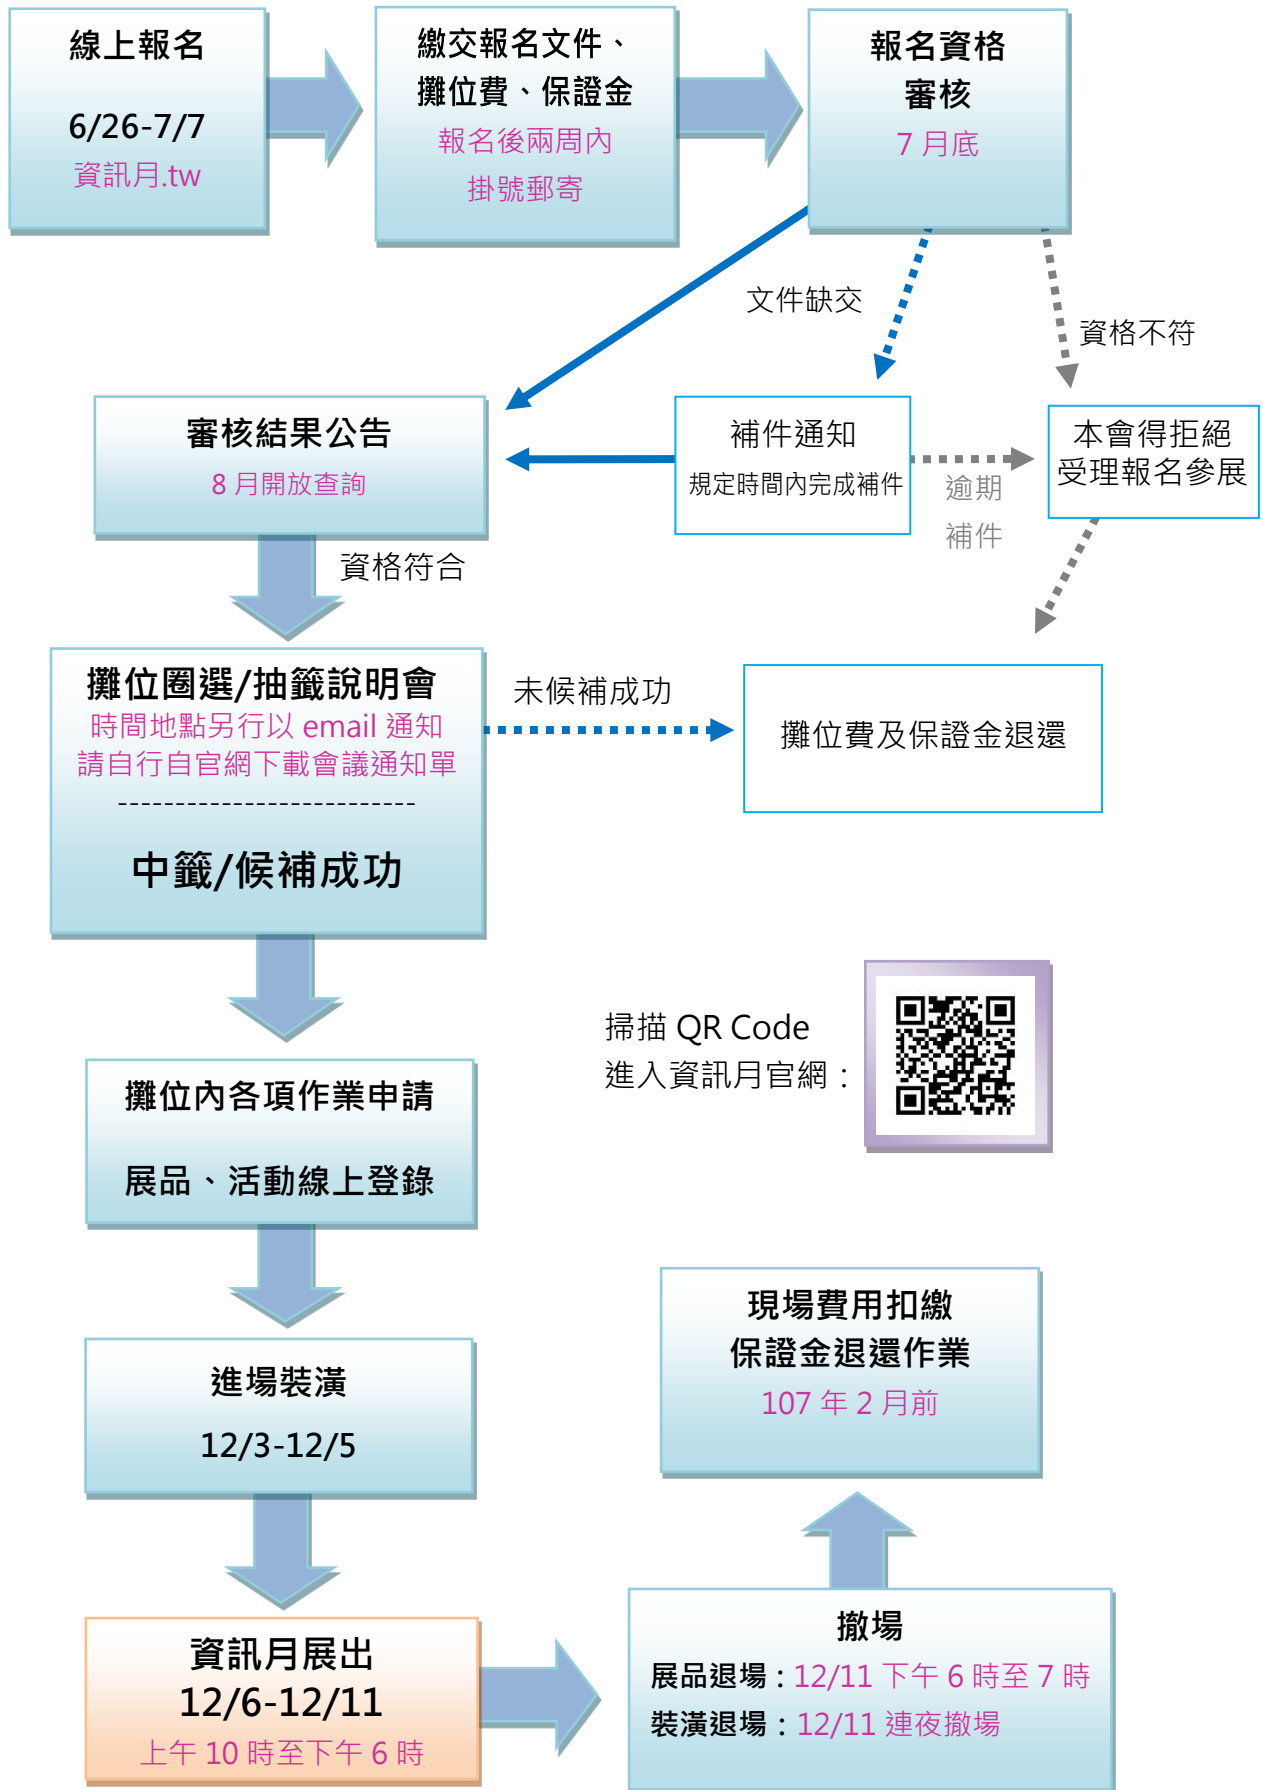 線上報名
6/26-7/7
資訊月.tw
繳交報名文件、
攤位費、保證金
報名後兩周內
掛號郵寄
報名資格
審核
7 月底
文件缺交
資格不符
審核結果公告
8 月開放查詢
補件通知
規定時間內完成補件
逾期
補件
本會得拒絕
受理報名參展
資格符合
攤位圈選/抽籤說明會
時間地點另行以 email 通知
請自行自官網下載會議通知單
--------------------------
中籤/候補成功
未候補成功
攤位費及保證金退還
掃描 QR Code
進入資訊月官網：
攤位內各項作業申請
展品、活動線上登錄
進場裝潢
12/3-12/5
現場費用扣繳
保證金退還作業
107 年 2 月前
資訊月展出
12/6-12/11
上午 10 時至下午 6 時
撤場
展品退場：12/11 下午 6 時至 7 時
裝潢退場：12/11 連夜撤場